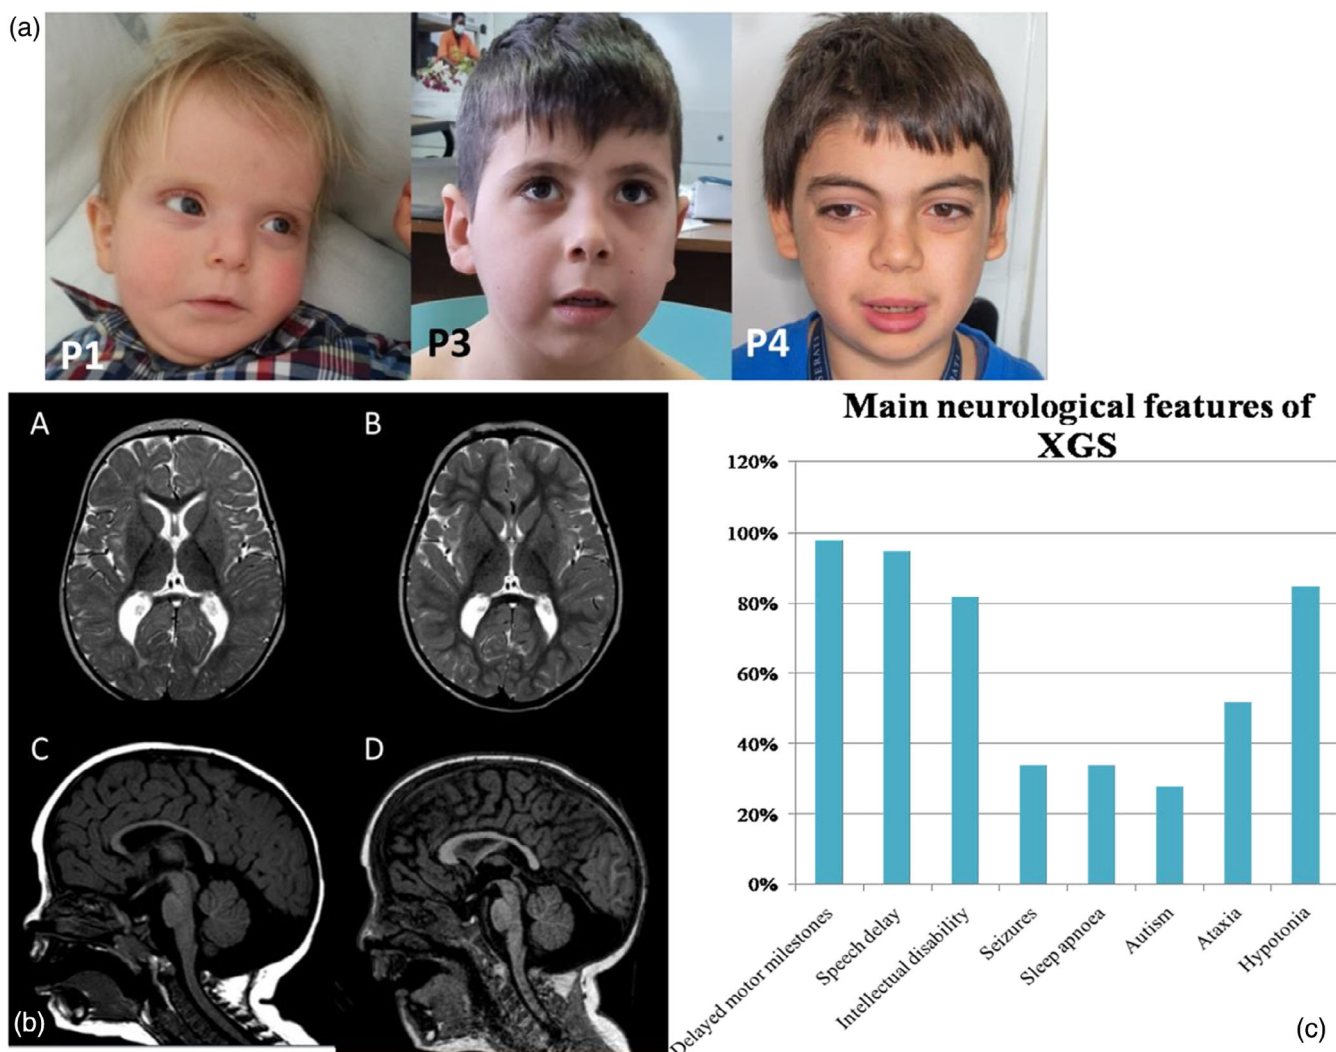 (a)
P1
P3
P4
SERATS
A
B
C
D
(b)
Main neurological features of
XGS
120%
100%
80%
60%
40%
20%
0%
Delayed motor milestones
Speech delay
Intellectual disability
Seizures
Sleep apnoea
Autism
Ataxia
Hypotonia
(c)